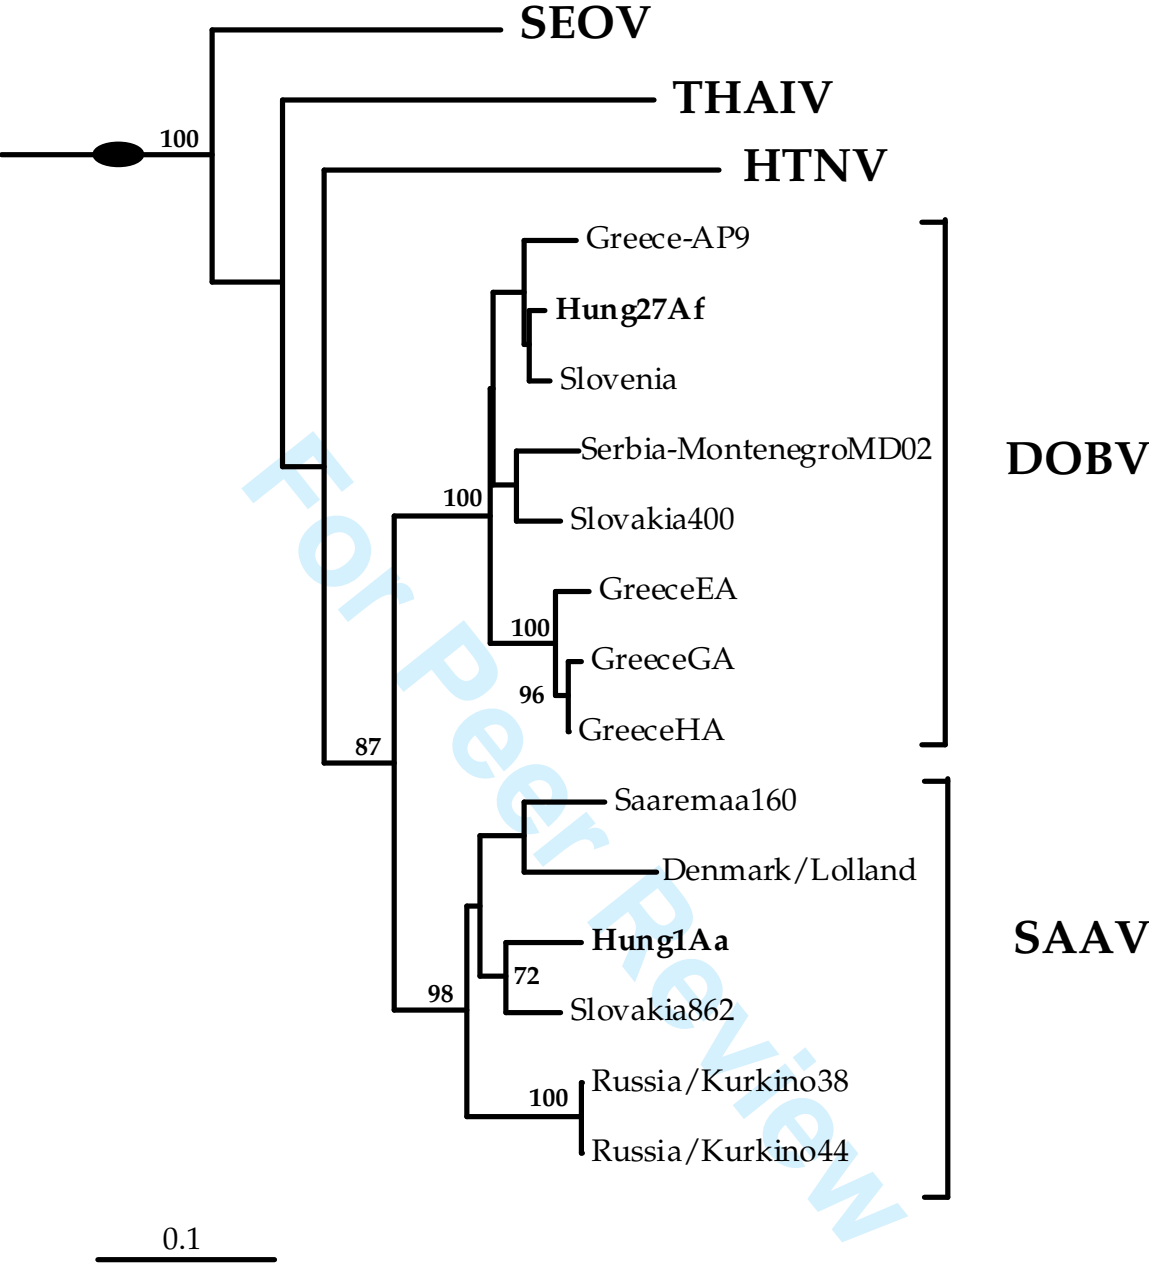 SEOV
THAIV
100
HTNV
Greece-AP9
Hung27Af
Slovenia
Serbia-MontenegroMD02
DOBV
100
Slovakia400
GreeceEA
100
GreeceGA
96
GreeceHA
87
Saaremaa160
Denmark/Lolland
Hung1Aa
SAAV
72
98
Slovakia862
Russia/Kurkino38
100
Russia/Kurkino44
0.1
For Peer Review